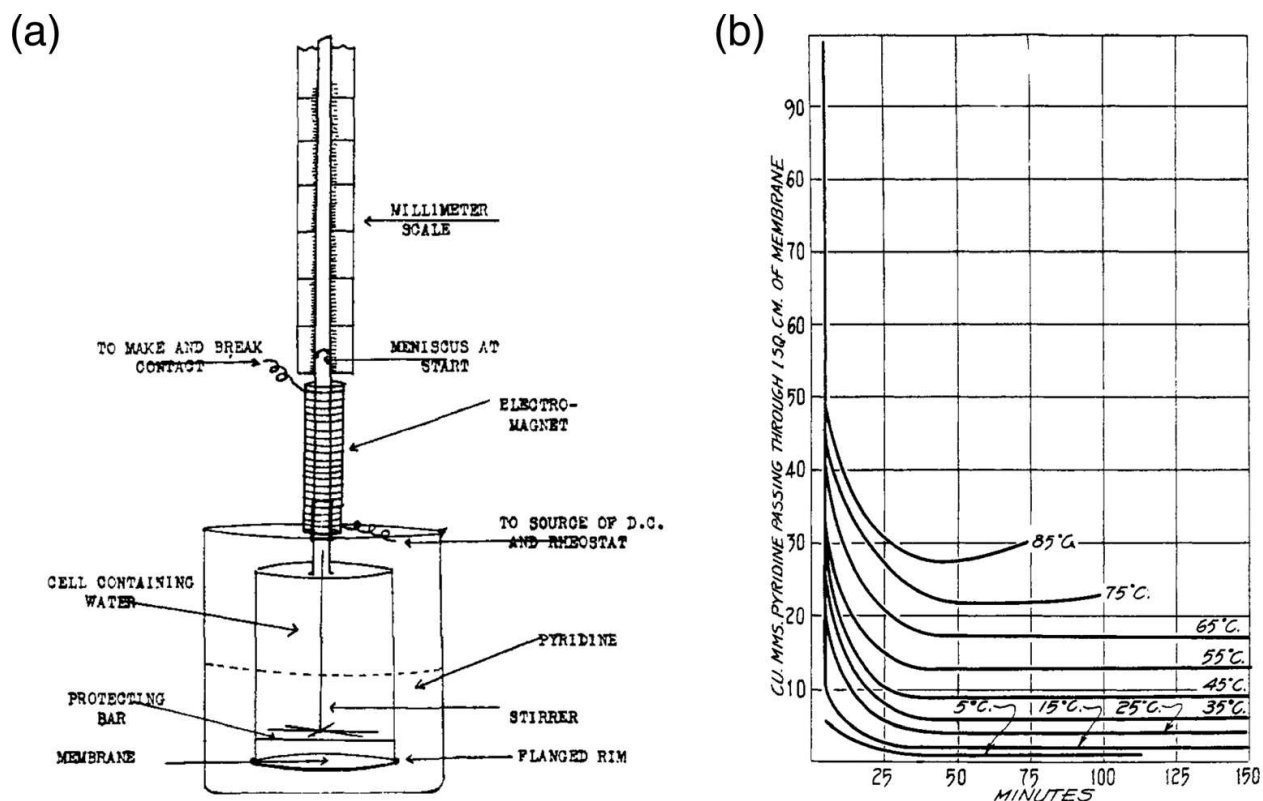 (a)
MILLIMETER
SCALE
TO MAKE AND BREAK
CONTACT
MENISCUS AT
START
ELECTRO-
MAGNET
TO SOURCE OF D.C.
AND RHEOSTAT
CELL CONTAINING
WATER
PYRIDINE
PROTECTING
BAR
STIRRER
MEMBRANE
FLANGED RIM
(b)
CU. MMS. PYRIDINE PASSING THROUGH 1 SQ. CM. OF MEMBRANE
90
60
70
60
50
40
30
20
10
85°C.
75°C.
65°C.
55°C.
45°C.
5°C. 15°C. 25°C. 35°C.
25 50 75 100 125 150
MINUTES